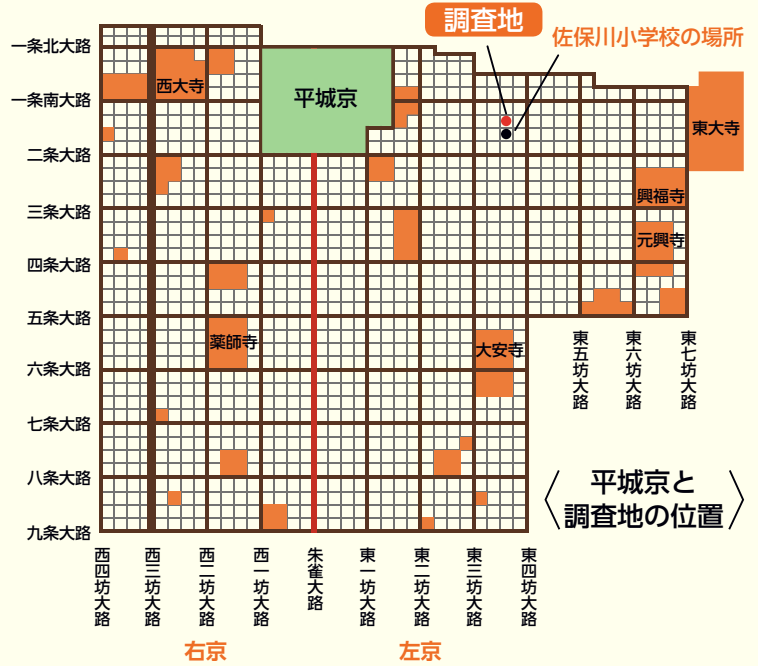 調査地
佐保川小学校の場所
一条北大路
一条南大路
二条大路
三条大路
四条大路
五条大路
六条大路
七条大路
八条大路
九条大路
西大寺
平城京
東大寺
興福寺
元興寺
薬師寺
大安寺
東五坊大路
東六坊大路
東七坊大路
平城京と
調査地の位置
西四坊大路
西三坊大路
西二坊大路
西一坊大路
朱雀大路
東一坊大路
東二坊大路
東三坊大路
東四坊大路
右京
左京